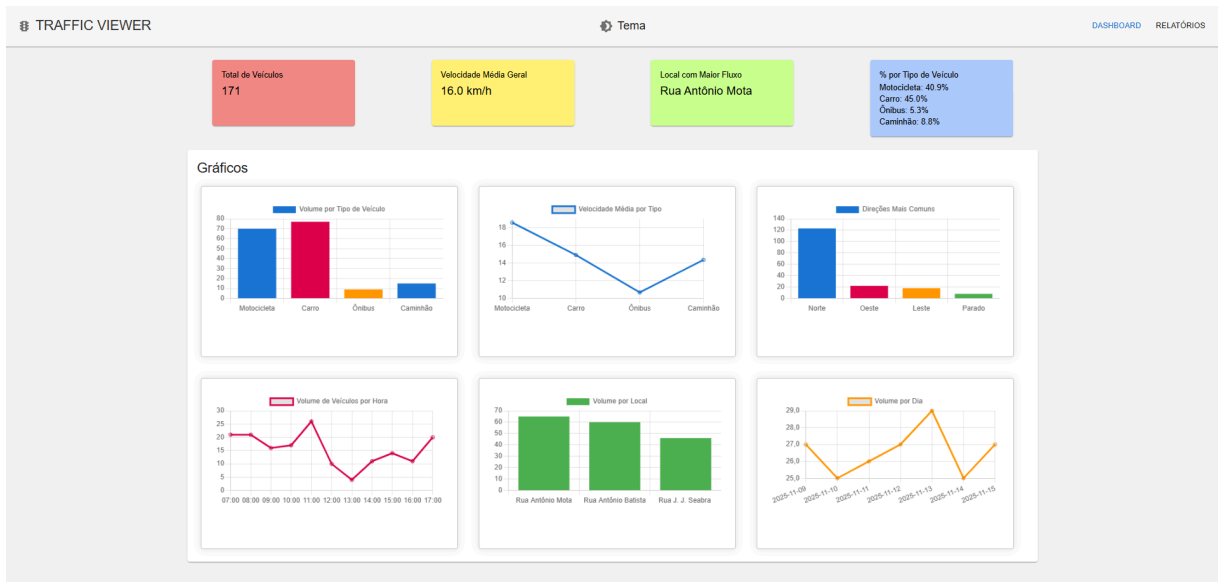 TRAFFIC VIEWER
Tema
DASHBOARD RELATÓRIOS
Total de Veículos
171
Velocidade Média Geral
16.0 km/h
Local com Maior Fluxo
Rua Antônio Mota
% por Tipo de Veículo
Motocicleta: 40.9%
Carro: 45.0%
Ônibus: 5.3%
Caminhão: 8.8%
Gráficos
Volume por Tipo de Veículo
80
70
60
50
40
30
20
10
0
Motocicleta Carro Ônibus Caminhão
Velocidade Média por Tipo
18
16
14
12
10
Motocicleta Carro Ônibus Caminhão
Direções Mais Comuns
140
120
100
80
60
40
20
0
Norte Oeste Leste Parado
Volume de Veículos por Hora
30
25
20
15
10
5
0
07:00 08:00 09:00 10:00 11:00 12:00 13:00 14:00 15:00 16:00 17:00
Volume por Local
70
60
50
40
30
20
10
0
Rua Antônio Mota Rua Antônio Batista Rua J. J. Seabra
Volume por Dia
29,0
28,0
27,0
26,0
25,0
2025-11-09 2025-11-10 2025-11-11 2025-11-12 2025-11-13 2025-11-14 2025-11-15